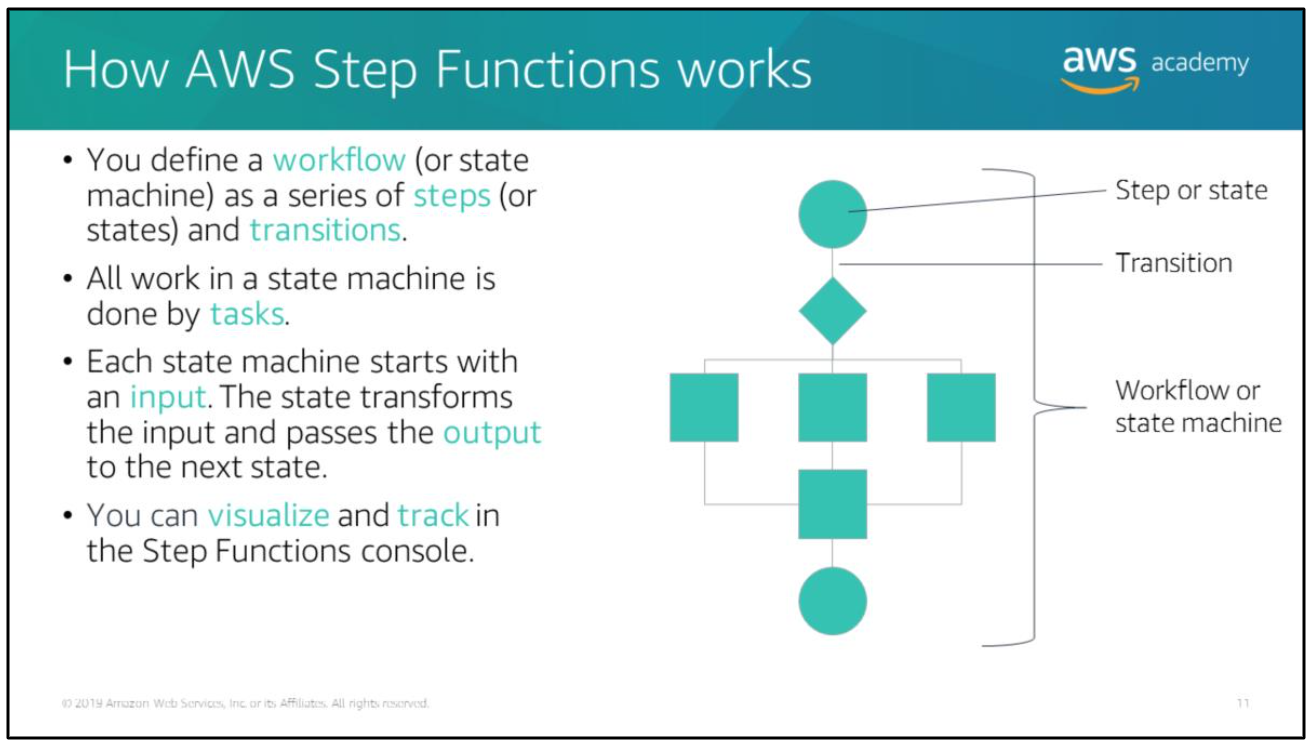 How AWS Step Functions works
aws academy
• You define a workflow (or state
machine) as a series of steps (or
states) and transitions.
• All work in a state machine is
done by tasks.
• Each state machine starts with
an input. The state transforms
the input and passes the output
to the next state.
• You can visualize and track in
the Step Functions console.
Step or state
Transition
Workflow or
state machine
© 2019 Amazon Web Services, Inc. or its Affiliates. All rights reserved.
11